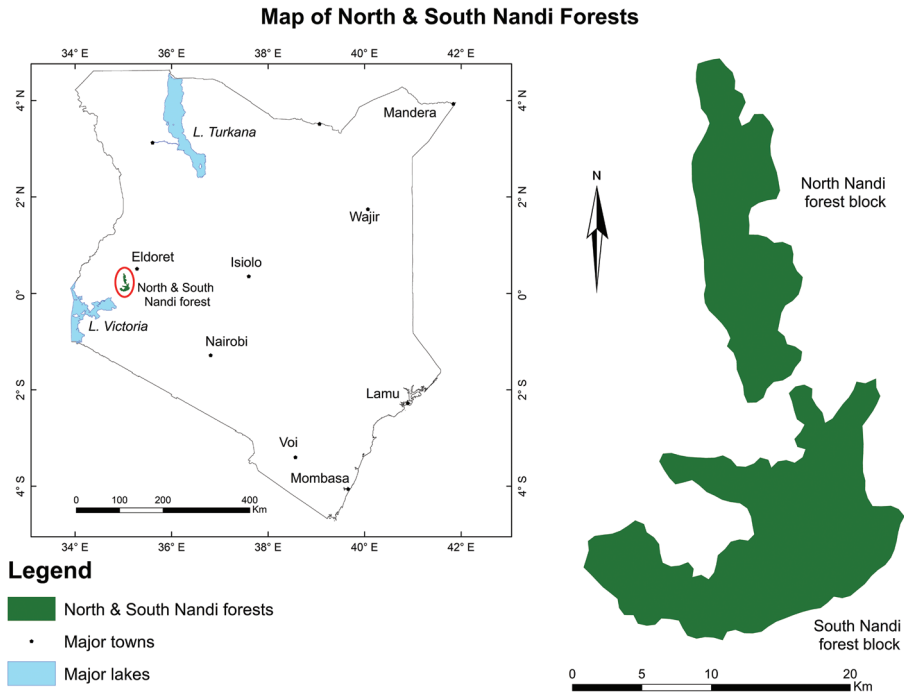 Map of North & South Nandi Forests
34° E 36° E 38° E 40° E 42° E
4° N
2° N
0°
2° S
4° S
4° N
2° N
0°
2° S
4° S
L. Turkana
Mandera
Wajir
Eldoret
Isiolo
North & South
Nandi forest
L. Victoria
Nairobi
Lamu
Voi
Mombasa
0 100 200 400
Km
34° E 36° E 38° E 40° E 42° E
N
North Nandi
forest block
South Nandi
forest block
0 5 10 20
Km
Legend
North & South Nandi forests
Major towns
Major lakes